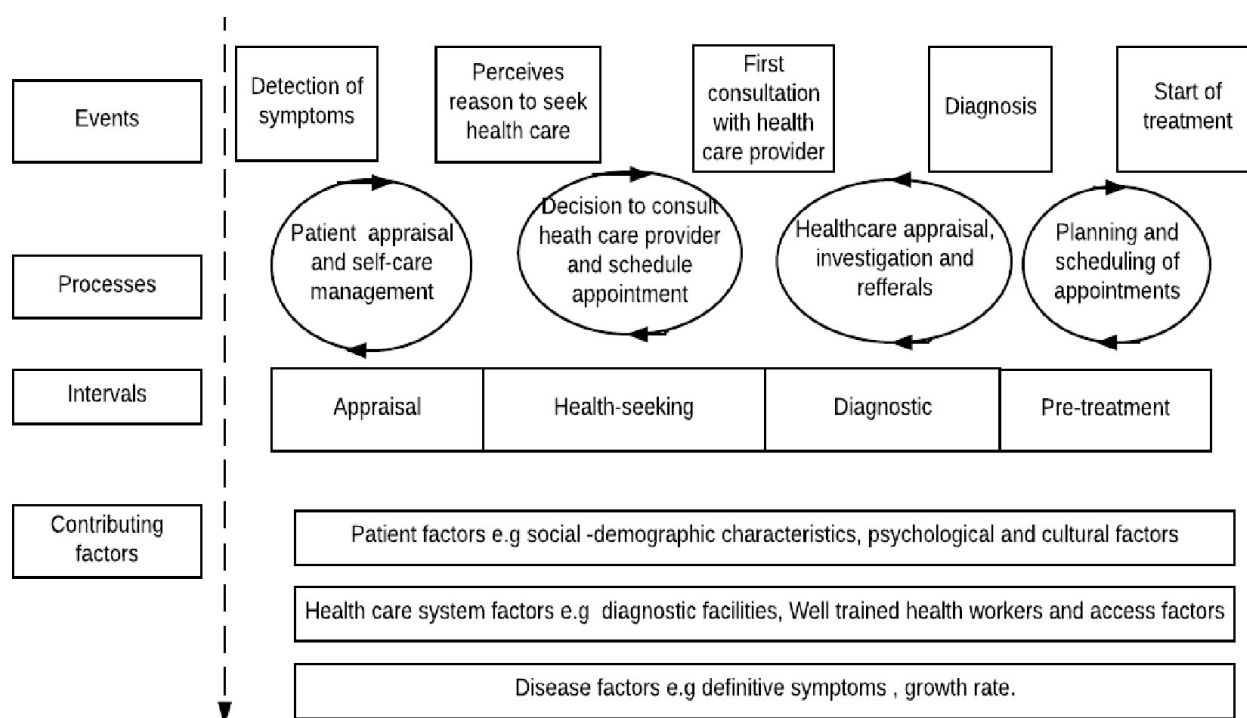 Events
Detection of
symptoms
Perceives
reason to seek
health care
First
consultation
with health
care provider
Diagnosis
Start of
treatment
Processes
Patient appraisal
and self-care
management
Decision to consult
heath care provider
and schedule
appointment
Healthcare appraisal,
investigation and
refferals
Planning and
scheduling of
appointments
Intervals
Appraisal
Health-seeking
Diagnostic
Pre-treatment
Contributing
factors
Patient factors e.g social -demographic characteristics, psychological and cultural factors
Health care system factors e.g diagnostic facilities, Well trained health workers and access factors
Disease factors e.g definitive symptoms , growth rate.